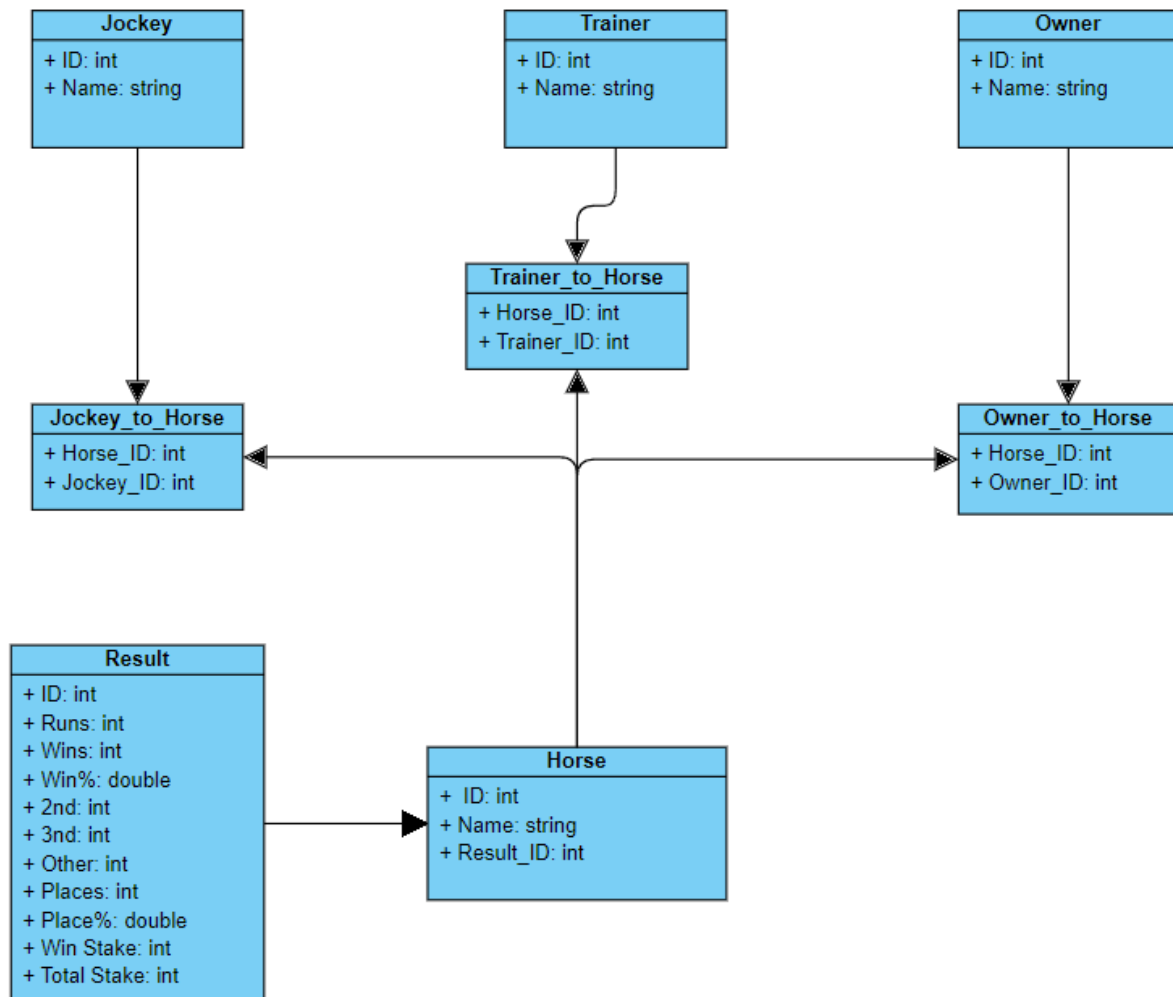 Jockey
+ ID: int
+ Name: string
Trainer
+ ID: int
+ Name: string
Owner
+ ID: int
+ Name: string
Trainer_to_Horse
+ Horse_ID: int
+ Trainer_ID: int
Jockey_to_Horse
+ Horse_ID: int
+ Jockey_ID: int
Owner_to_Horse
+ Horse_ID: int
+ Owner_ID: int
Result
+ ID: int
+ Runs: int
+ Wins: int
+ Win%: double
+ 2nd: int
+ 3nd: int
+ Other: int
+ Places: int
+ Place%: double
+ Win Stake: int
+ Total Stake: int
Horse
+ ID: int
+ Name: string
+ Result_ID: int